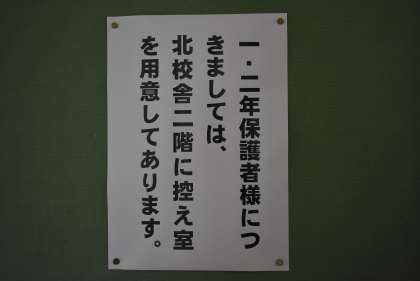 一・二年保護者様につ
きましては、
北校舎二階に控え室
を用意してあります。